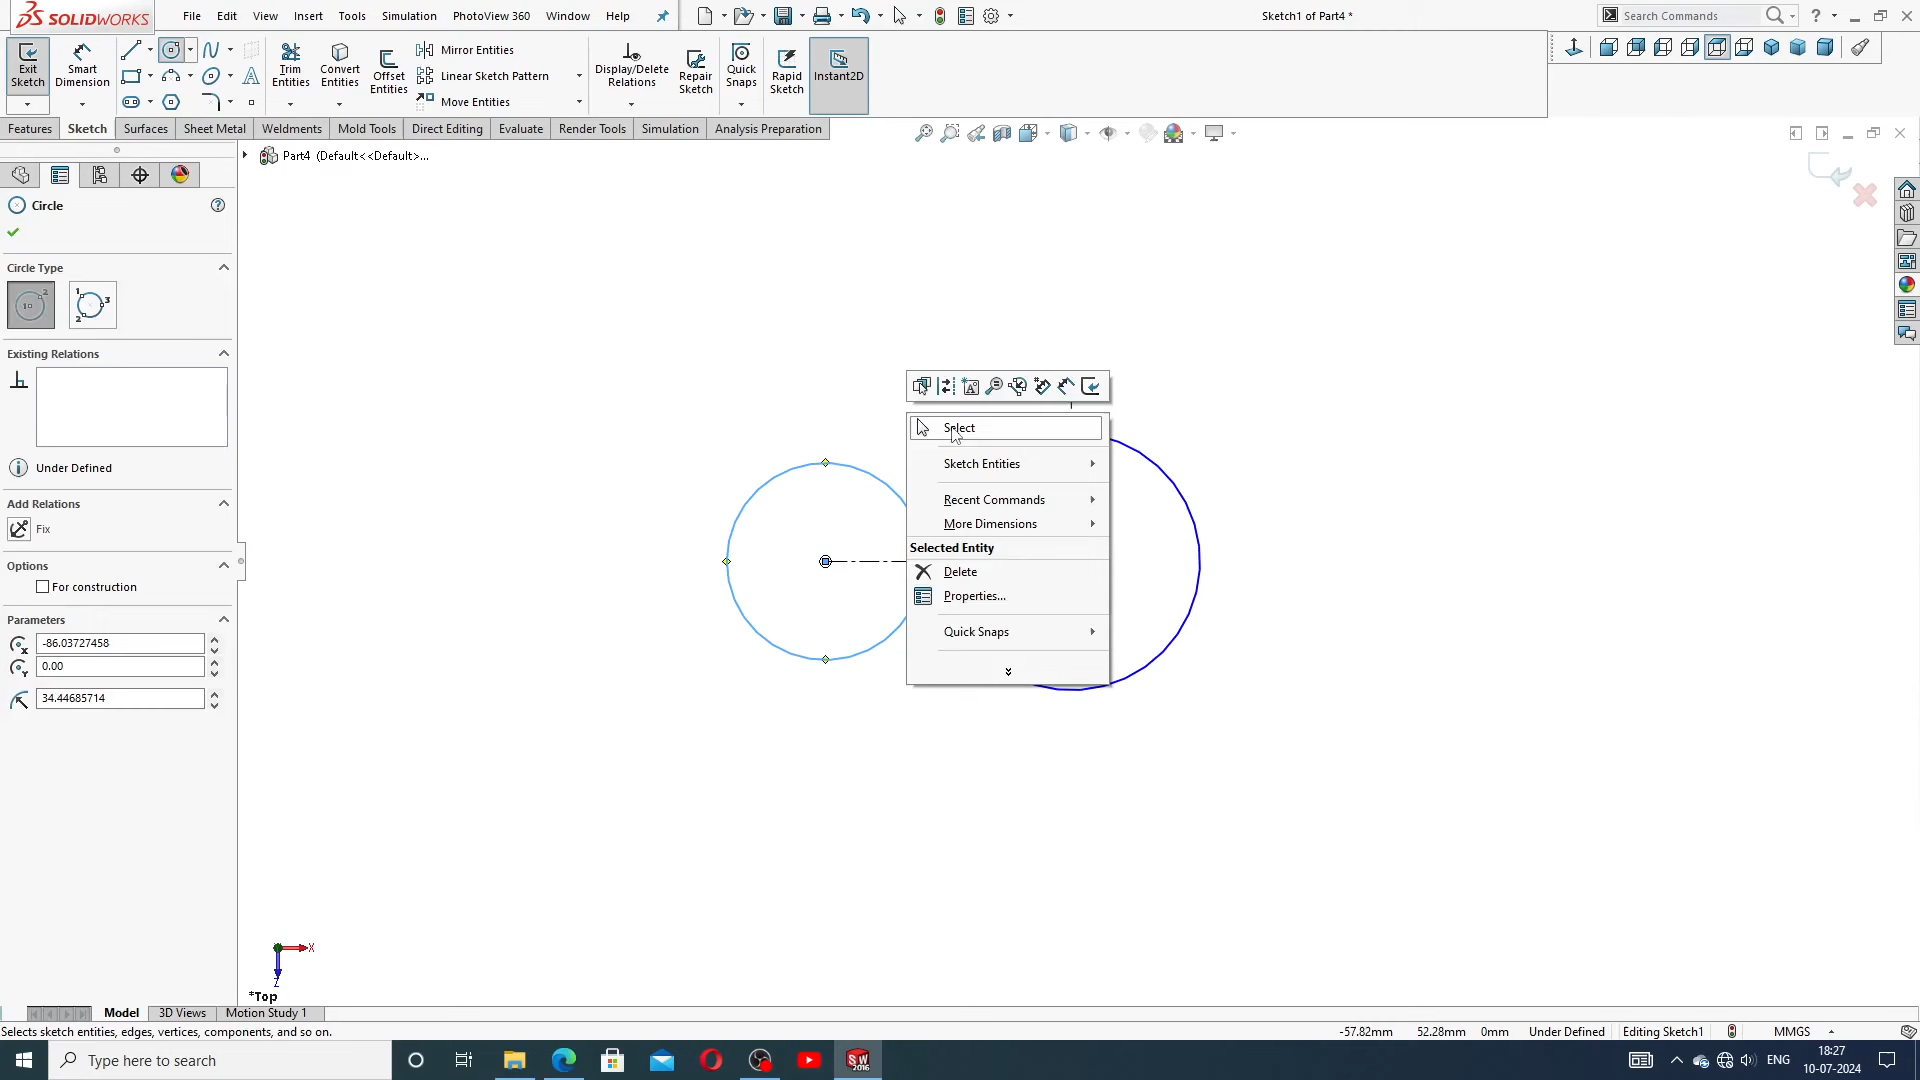 SOLIDWORKS
File Edit View Insert Tools Simulation PhotoView 360 Window Help
Sketch1 of Part4 *
Search Commands
Exit Sketch
Smart Dimension
Trim Entities
Convert Entities
Offset Entities
Mirror Entities
Linear Sketch Pattern
Move Entities
Display/Delete Relations
Repair Sketch
Quick Snaps
Rapid Sketch
Instant2D
Features Sketch Surfaces Sheet Metal Weldments Mold Tools Direct Editing Evaluate Render Tools Simulation Analysis Preparation
Part4 (Default<<Default>...
Circle
Circle Type
Existing Relations
Under Defined
Add Relations
Fix
Options
For construction
Parameters
-86.03727458
0.00
34.44685714
Select
Sketch Entities
Recent Commands
More Dimensions
Selected Entity
Delete
Properties...
Quick Snaps
X
Z
*Top
Model 3D Views Motion Study 1
Selects sketch entities, edges, vertices, components, and so on.
-57.82mm 52.28mm 0mm Under Defined Editing Sketch1 MMGS
Type here to search
SW 2016
ENG
18:27
10-07-2024